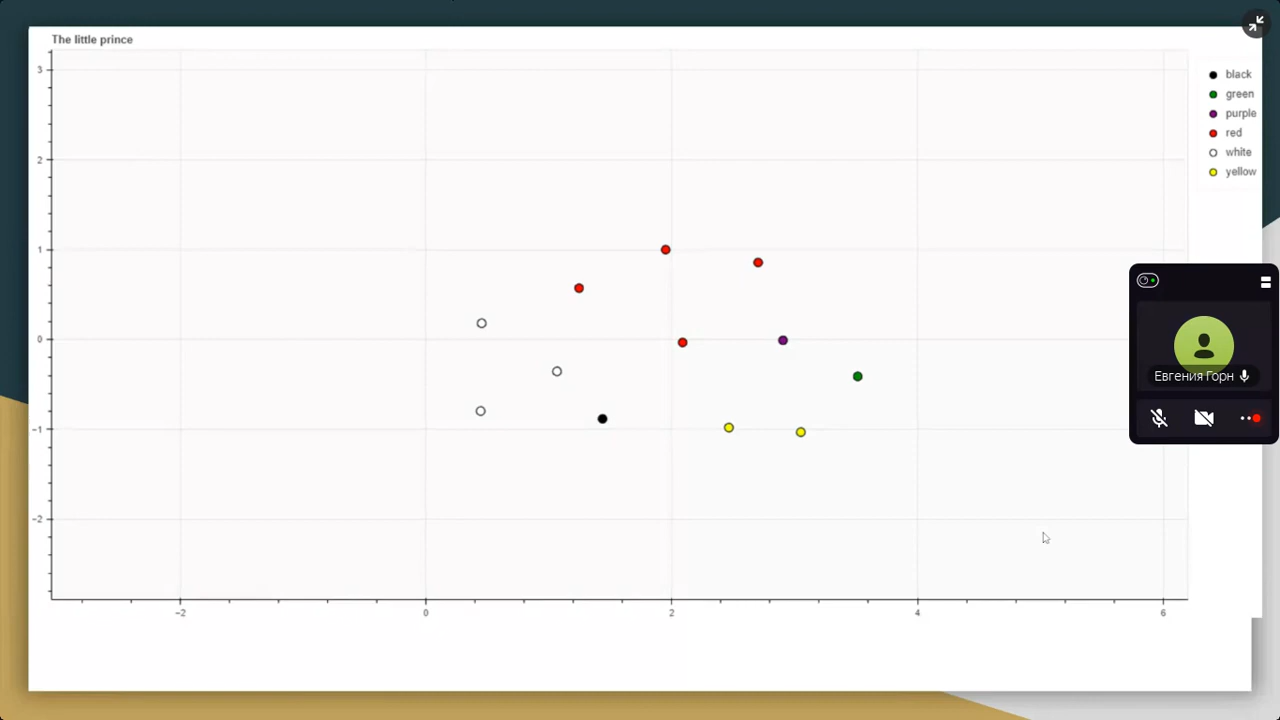 The little prince
3
2
1
0
−1
−2
−2
0
2
4
6
black
green
purple
red
white
yellow
Евгения Горн